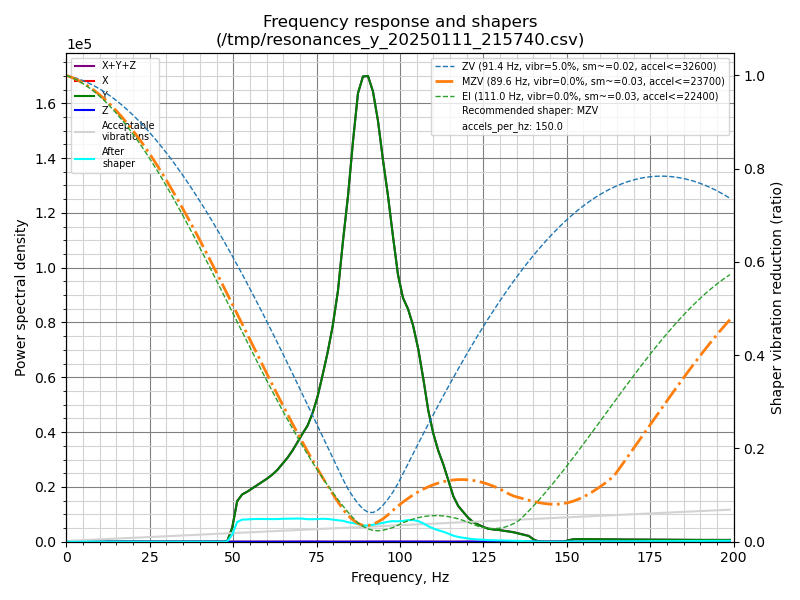 Frequency response and shapers
(/tmp/resonances_y_20250111_215740.csv)
1e5
X+Y+Z
X
Y
Z
Acceptable
vibrations
After
shaper
ZV (91.4 Hz, vibr=5.0%, sm~=0.02, accel<=32600)
MZV (89.6 Hz, vibr=0.0%, sm~=0.03, accel<=23700)
EI (111.0 Hz, vibr=0.0%, sm~=0.03, accel<=22400)
Recommended shaper: MZV
accels_per_hz: 150.0
1.6
1.4
1.2
1.0
0.8
0.6
0.4
0.2
0.0
Power spectral density
1.0
0.8
0.6
0.4
0.2
0.0
Shaper vibration reduction (ratio)
0 25 50 75 100 125 150 175 200
Frequency, Hz